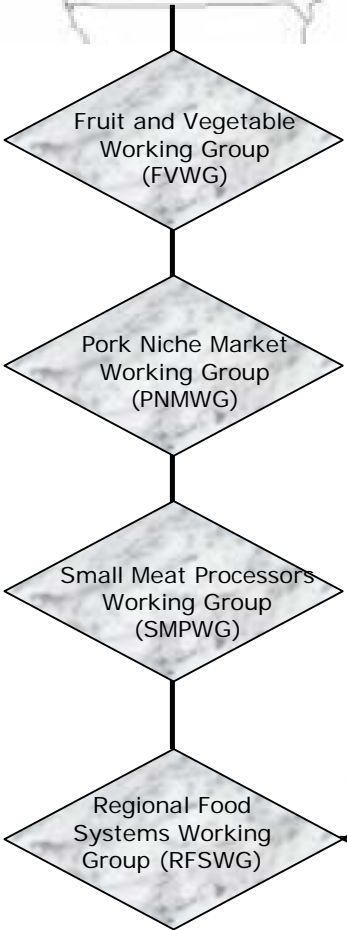 Fruit and Vegetable
Working Group
(FVWG)
Pork Niche Market
Working Group
(PNMWG)
Small Meat Processors
Working Group
(SMPWG)
Regional Food
Systems Working
Group (RFSWG)